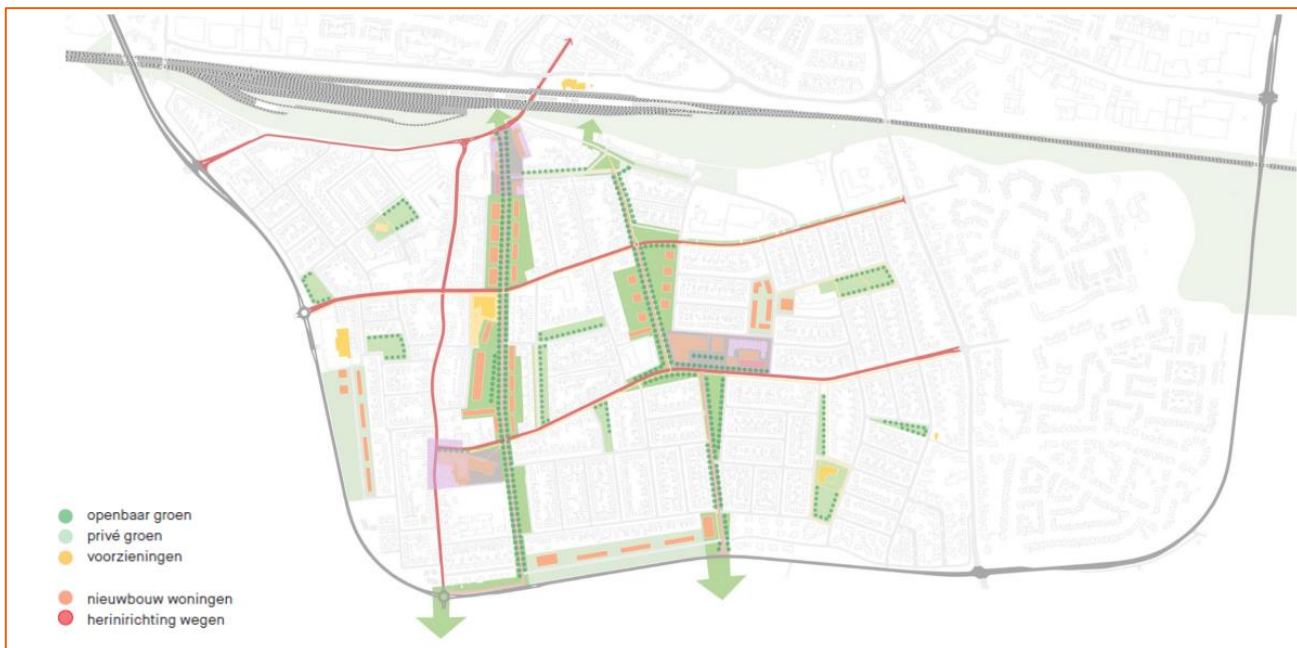 openbaar groen
privé groen
voorzieningen
nieuwbouw woningen
herinirichting wegen